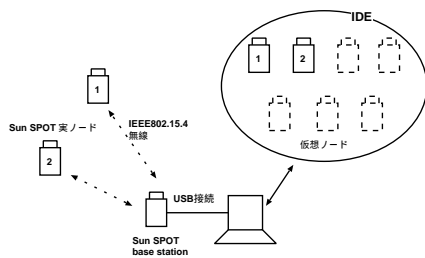 IDE
1
2
1
IEEE802.15.4
無線
Sun SPOT 実ノード
2
仮想ノード
USB接続
Sun SPOT
base station